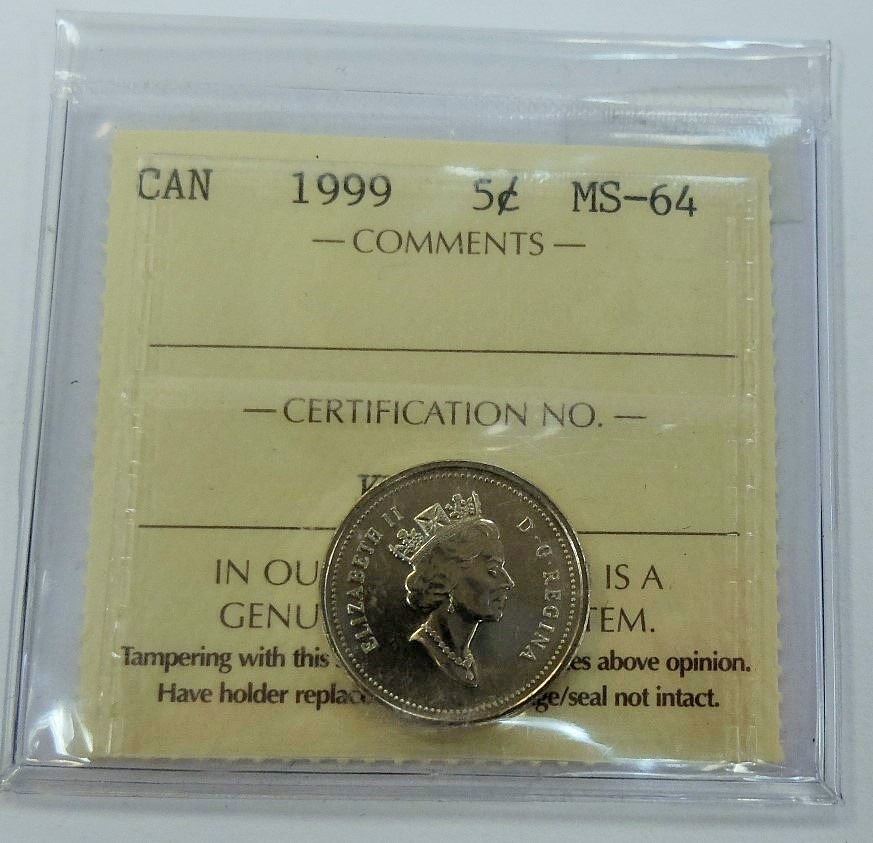 CAN 1999 5¢ MS-64
— COMMENTS —
— CERTIFICATION NO. —
IN OU IS A
GENU TEM.
Tampering with this es above opinion.
Have holder replac ge/seal not intact.
ELIZABETH II D·G·REGINA